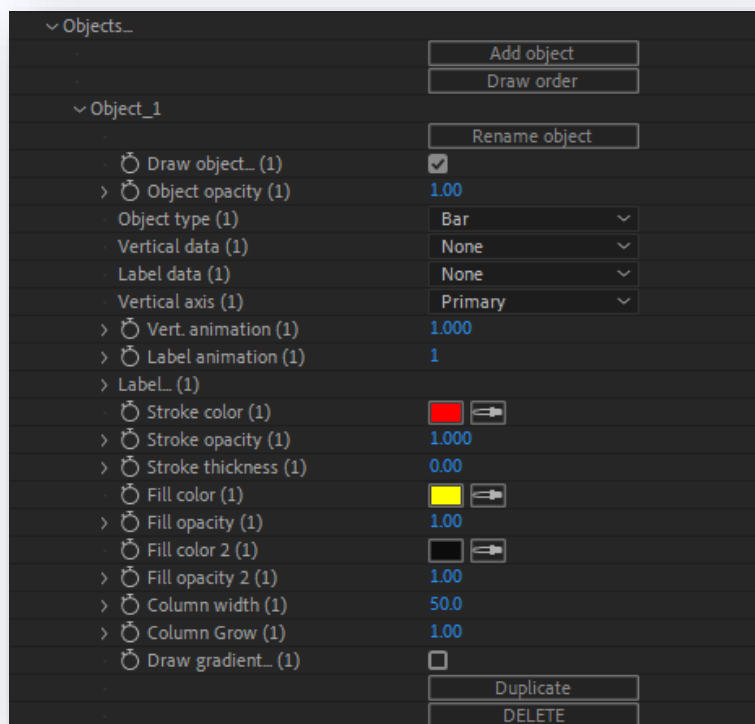 Objects...
Add object
Draw order
Object_1
Rename object
Draw object... (1)
Object opacity (1) 1.00
Object type (1) Bar
Vertical data (1) None
Label data (1) None
Vertical axis (1) Primary
Vert. animation (1) 1.000
Label animation (1) 1
Label... (1)
Stroke color (1)
Stroke opacity (1) 1.000
Stroke thickness (1) 0.00
Fill color (1)
Fill opacity (1) 1.00
Fill color 2 (1)
Fill opacity 2 (1) 1.00
Column width (1) 50.0
Column Grow (1) 1.00
Draw gradient... (1)
Duplicate
DELETE